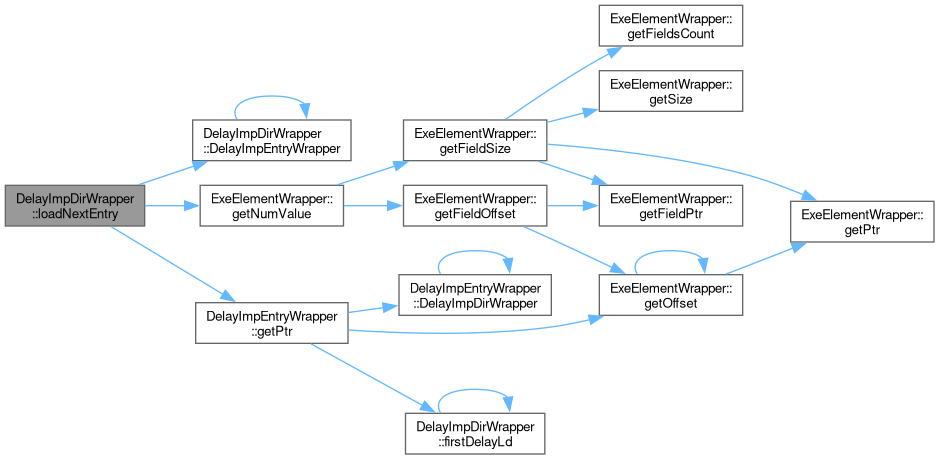 ExeElementWrapper::
getFieldsCount
ExeElementWrapper::
getSize
DelayImpDirWrapper
::DelayImpEntryWrapper
ExeElementWrapper::
getFieldSize
DelayImpDirWrapper
::loadNextEntry
ExeElementWrapper::
getNumValue
ExeElementWrapper::
getFieldOffset
ExeElementWrapper::
getFieldPtr
ExeElementWrapper::
getPtr
DelayImpEntryWrapper
::DelayImpDirWrapper
ExeElementWrapper::
getOffset
DelayImpEntryWrapper
::getPtr
DelayImpDirWrapper
::firstDelayLd